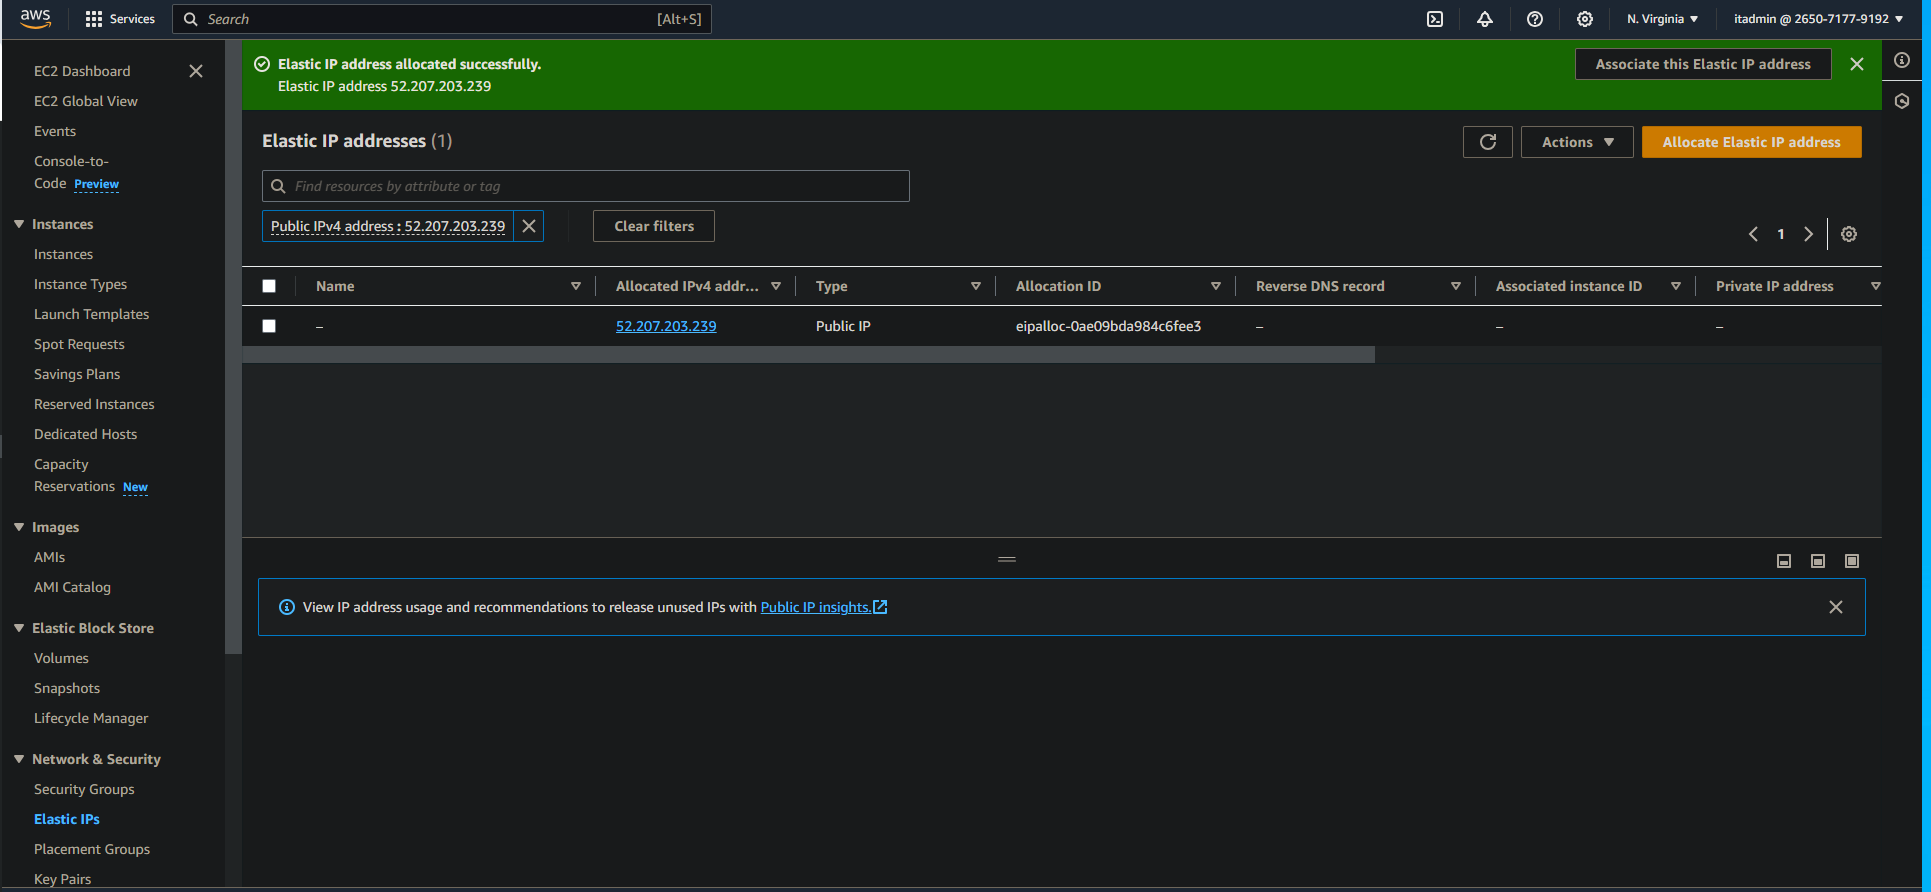 aws
Services
Search
[Alt+S]
N. Virginia
itadmin @ 2650-7177-9192
EC2 Dashboard
EC2 Global View
Events
Console-to-
Code Preview
Instances
Instances
Instance Types
Launch Templates
Spot Requests
Savings Plans
Reserved Instances
Dedicated Hosts
Capacity
Reservations New
Images
AMIs
AMI Catalog
Elastic Block Store
Volumes
Snapshots
Lifecycle Manager
Network & Security
Security Groups
Elastic IPs
Placement Groups
Key Pairs
Elastic IP address allocated successfully.
Elastic IP address 52.207.203.239
Associate this Elastic IP address
Elastic IP addresses (1)
Actions
Allocate Elastic IP address
Find resources by attribute or tag
Public IPv4 address : 52.207.203.239
Clear filters
1
Name Allocated IPv4 addr... Type Allocation ID Reverse DNS record Associated instance ID Private IP address
– 52.207.203.239 Public IP eipalloc-0ae09bda984c6fee3 – – –
View IP address usage and recommendations to release unused IPs with Public IP insights.